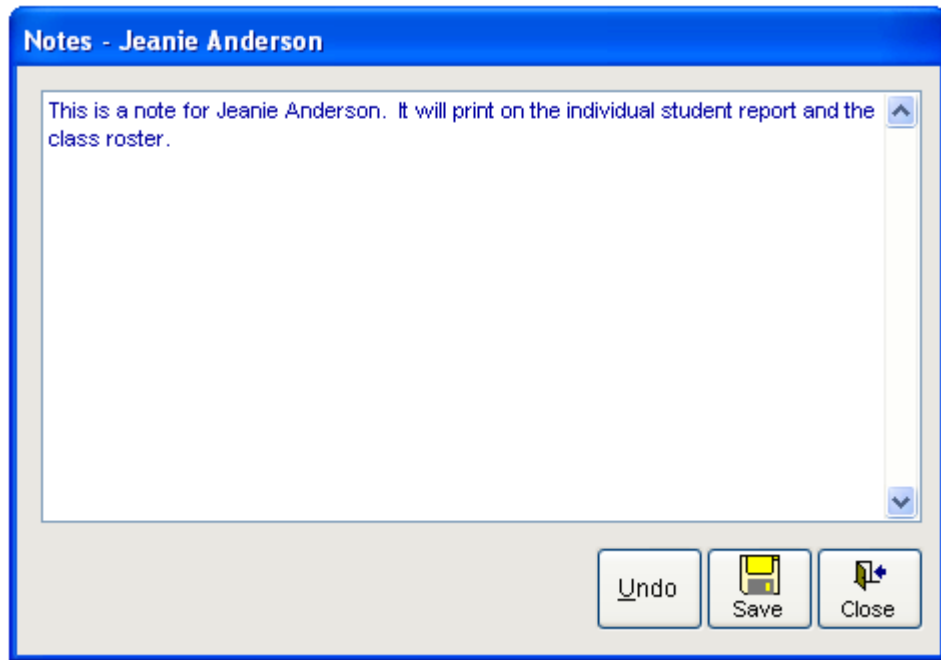 Notes - Jeanie Anderson
This is a note for Jeanie Anderson.  It will print on the individual student report and the
class roster.
Undo
Save
Close